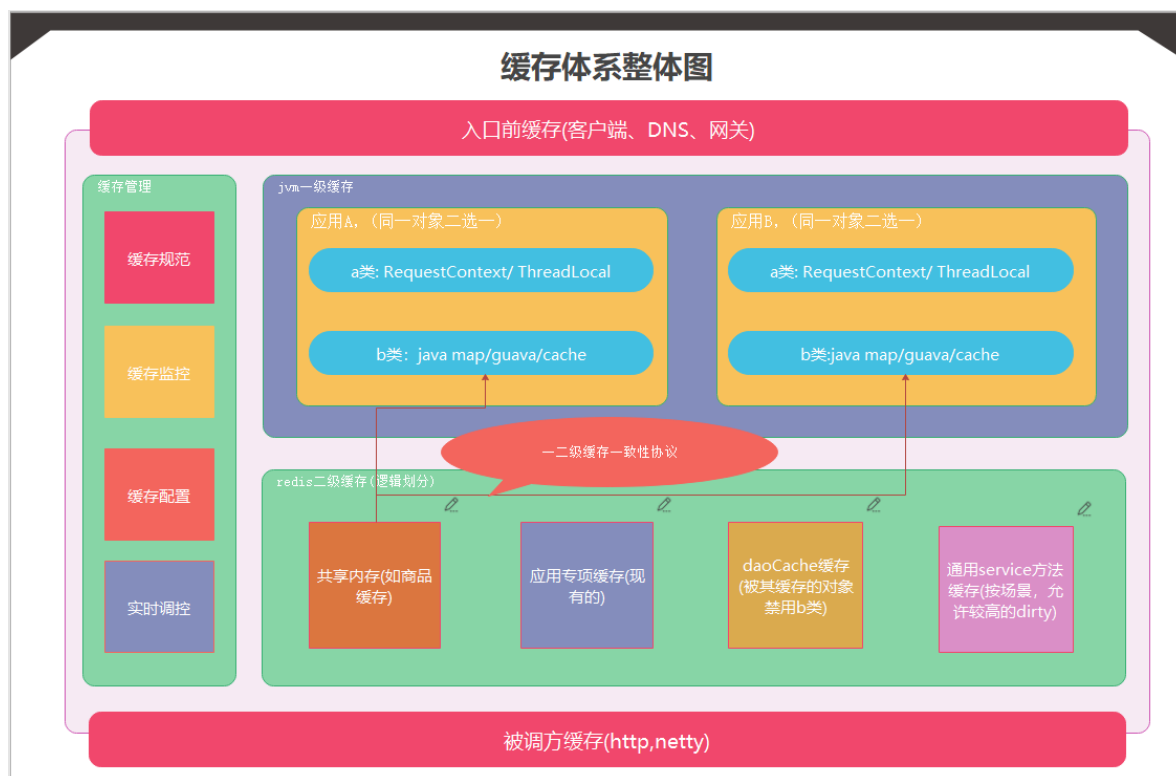 缓存体系整体图
入口前缓存(客户端、DNS、网关)
缓存管理
缓存规范
缓存监控
缓存配置
实时调控
jvm一级缓存
应用A,（同一对象二选一）
a类: RequestContext/ ThreadLocal
b类：java map/guava/cache
应用B,（同一对象二选一）
a类: RequestContext/ ThreadLocal
b类:java map/guava/cache
一二级缓存一致性协议
redis二级缓存(逻辑划分)
共享内存(如商品
缓存)
应用专项缓存(现
有的)
daoCache缓存
(被其缓存的对象
禁用b类)
通用service方法
缓存(按场景，允
许较高的dirty)
被调方缓存(http,netty)